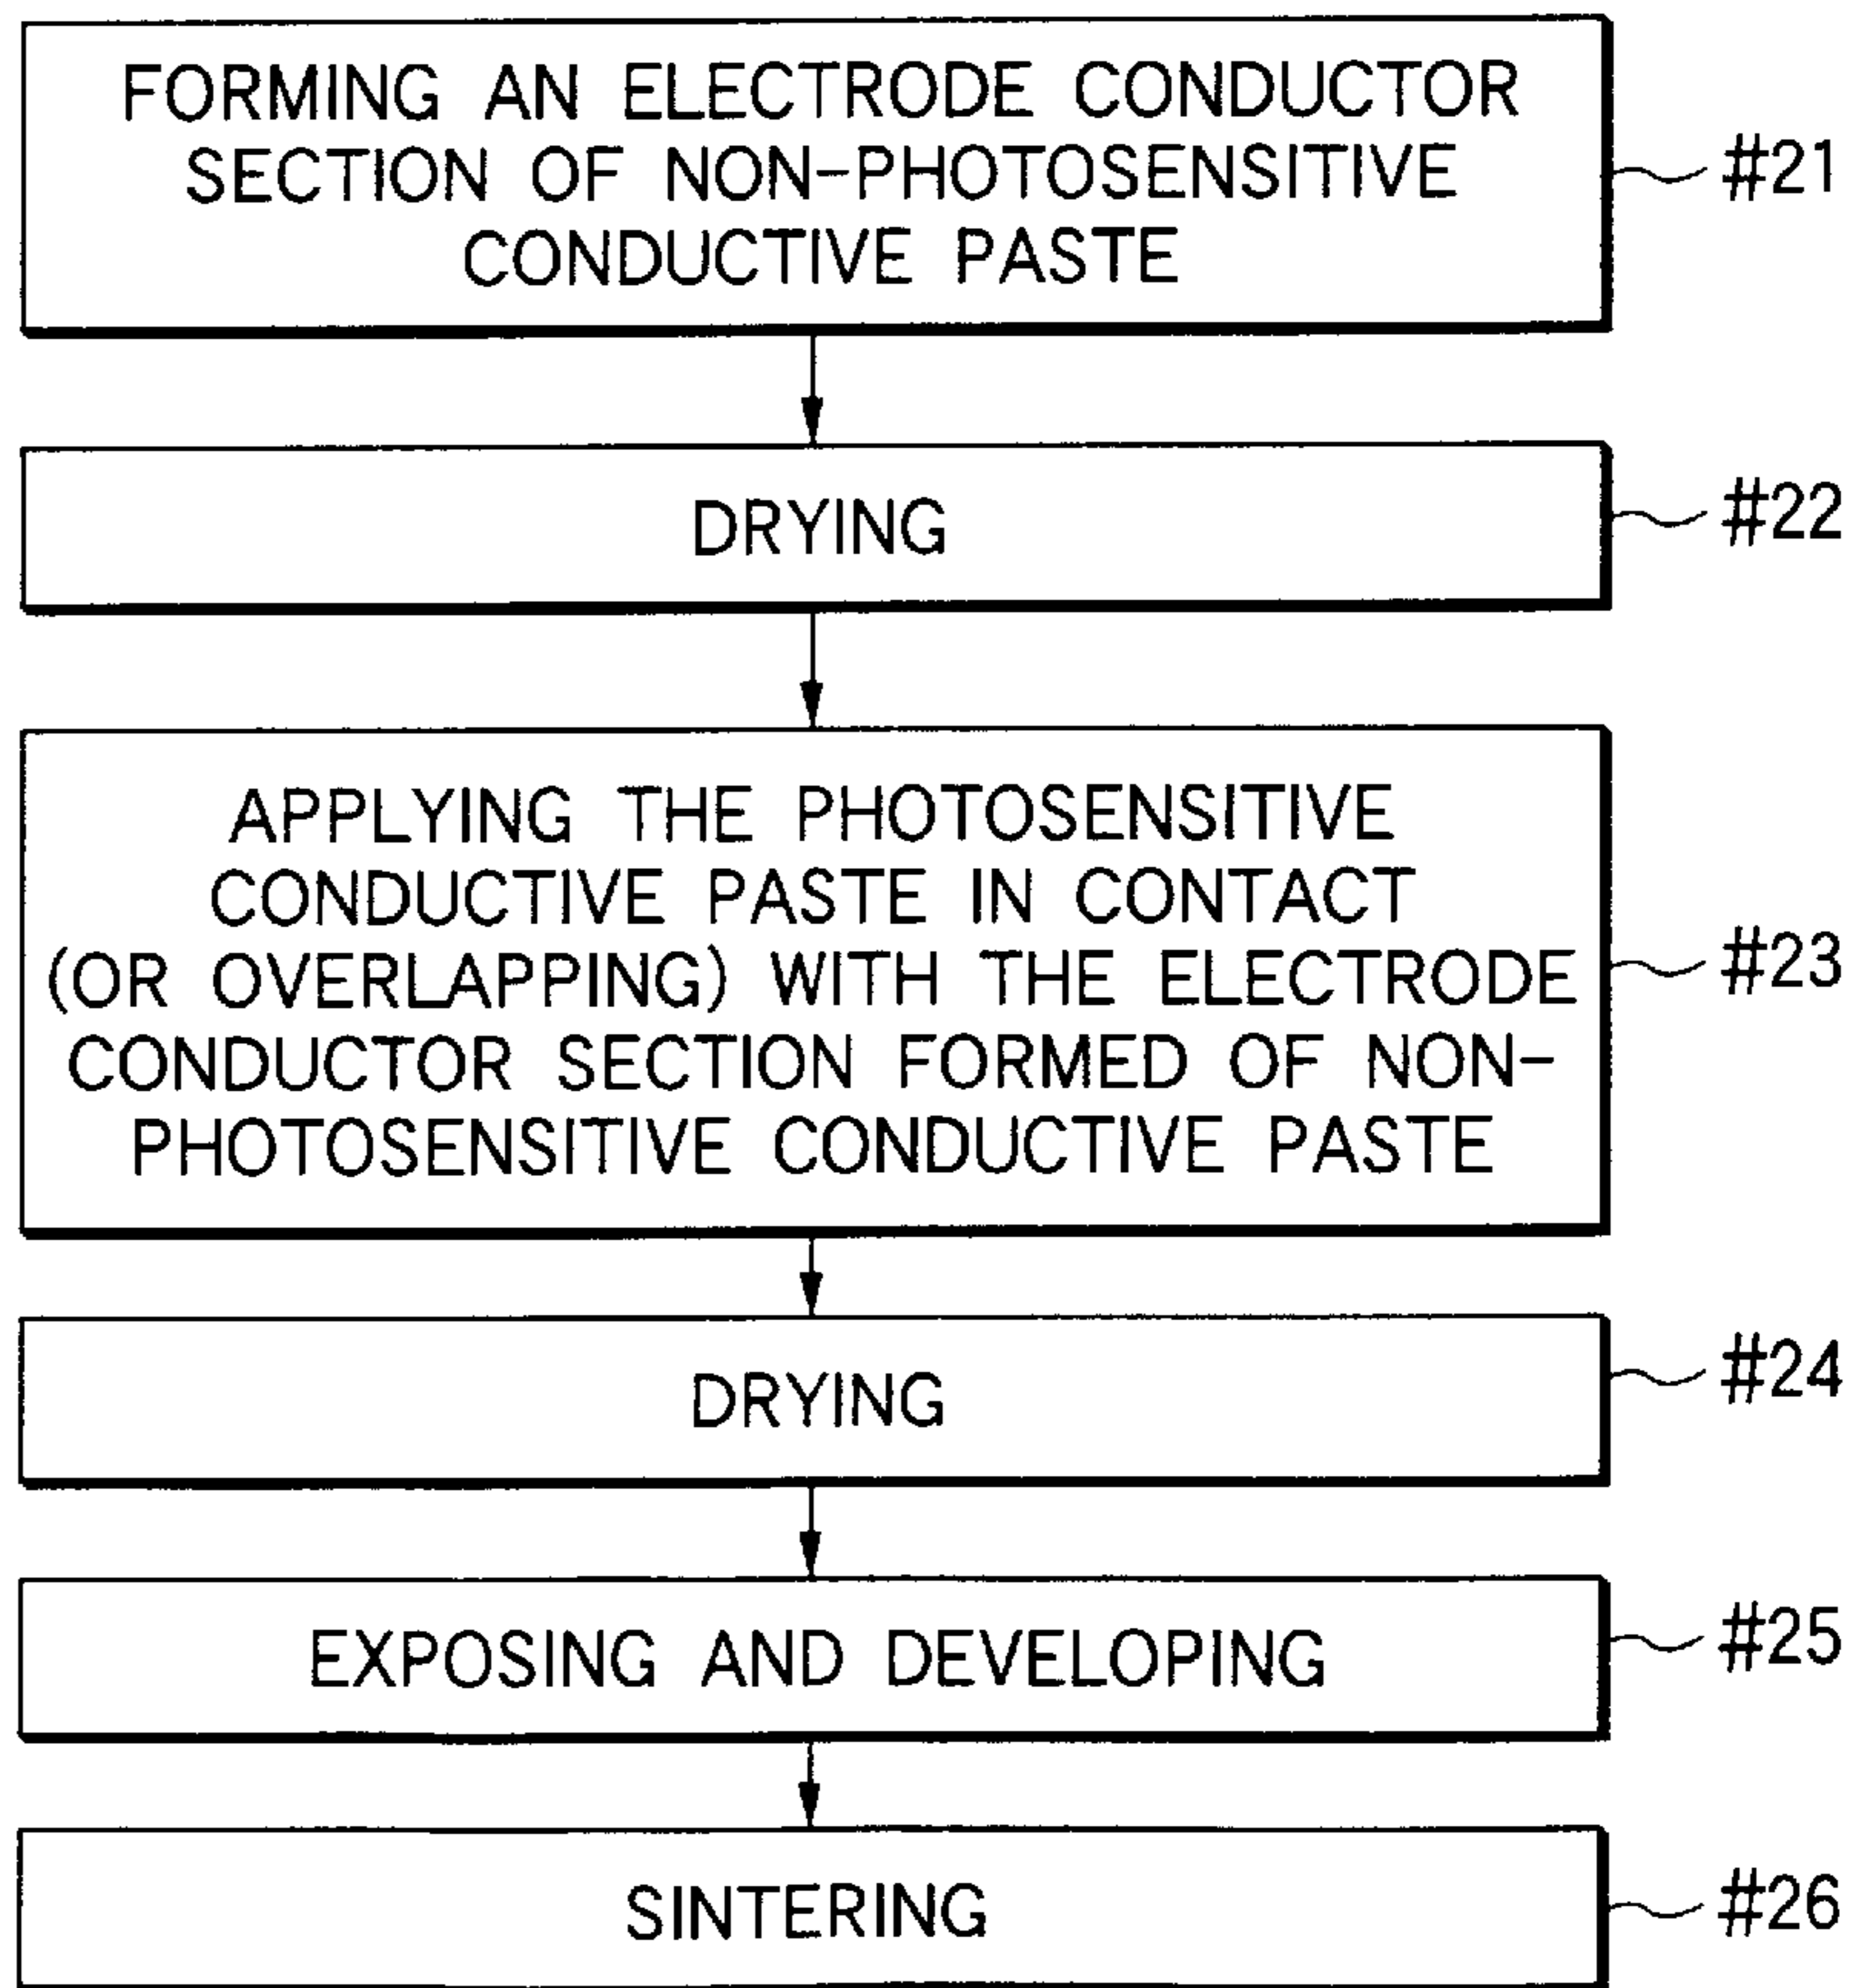 FORMING AN ELECTRODE CONDUCTOR
SECTION OF NON-PHOTOSENSITIVE
CONDUCTIVE PASTE
#21
DRYING
#22
APPLYING THE PHOTOSENSITIVE
CONDUCTIVE PASTE IN CONTACT
(OR OVERLAPPING) WITH THE ELECTRODE
CONDUCTOR SECTION FORMED OF NON-
PHOTOSENSITIVE CONDUCTIVE PASTE
#23
DRYING
#24
EXPOSING AND DEVELOPING
#25
SINTERING
#26